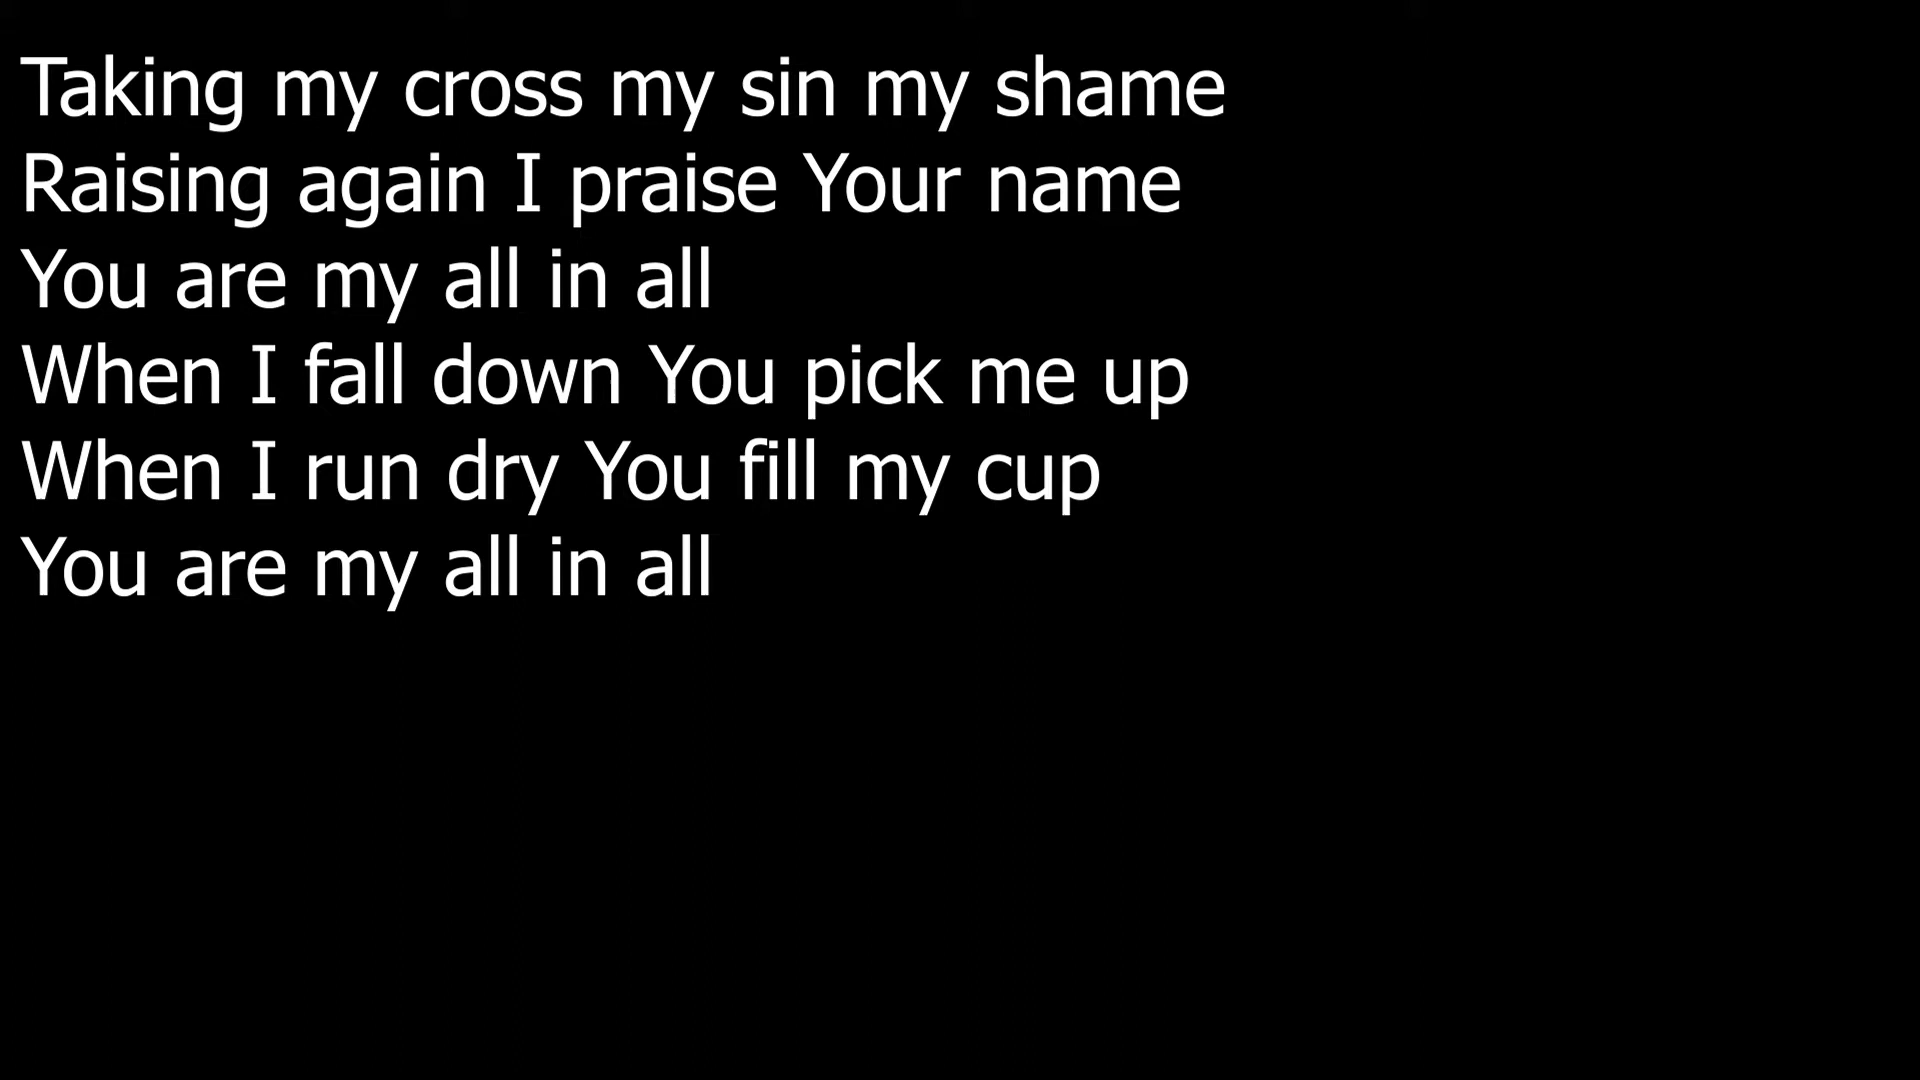 Taking my cross my sin my shame
Raising again I praise Your name
You are my all in all
When I fall down You pick me up
When I run dry You fill my cup
You are my all in all